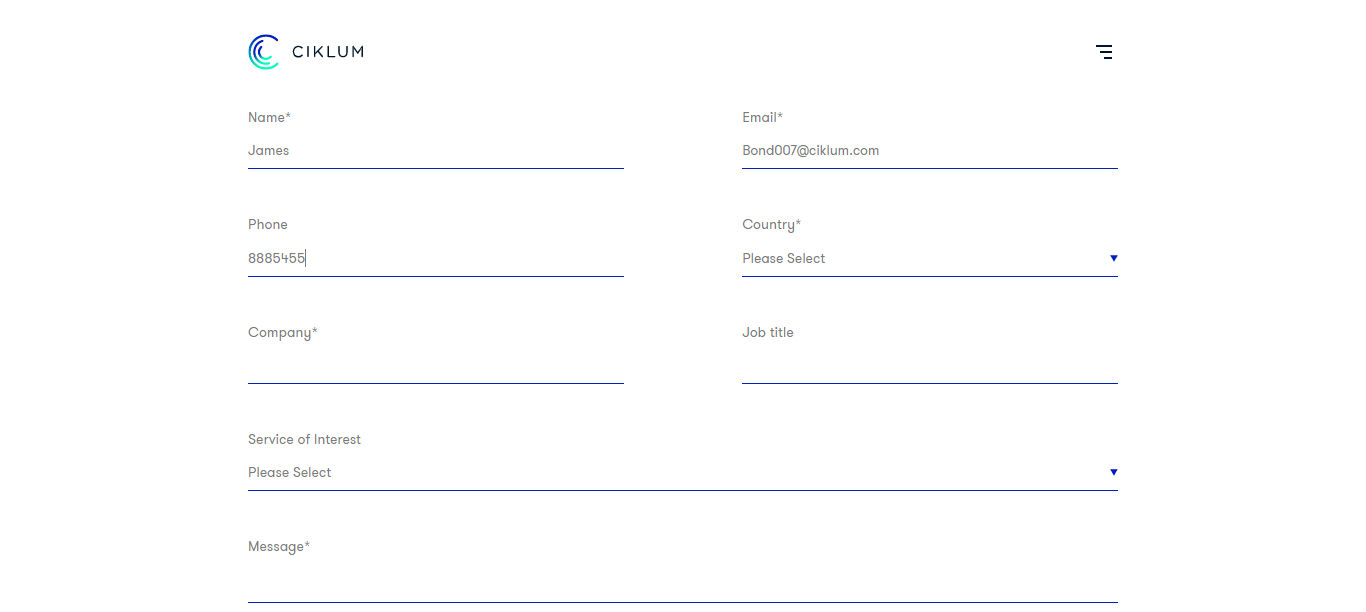 CIKLUM
Name* Email*
James Bond007@ciklum.com
Phone Country*
8885455 Please Select
Company* Job title
Service of Interest
Please Select
Message*